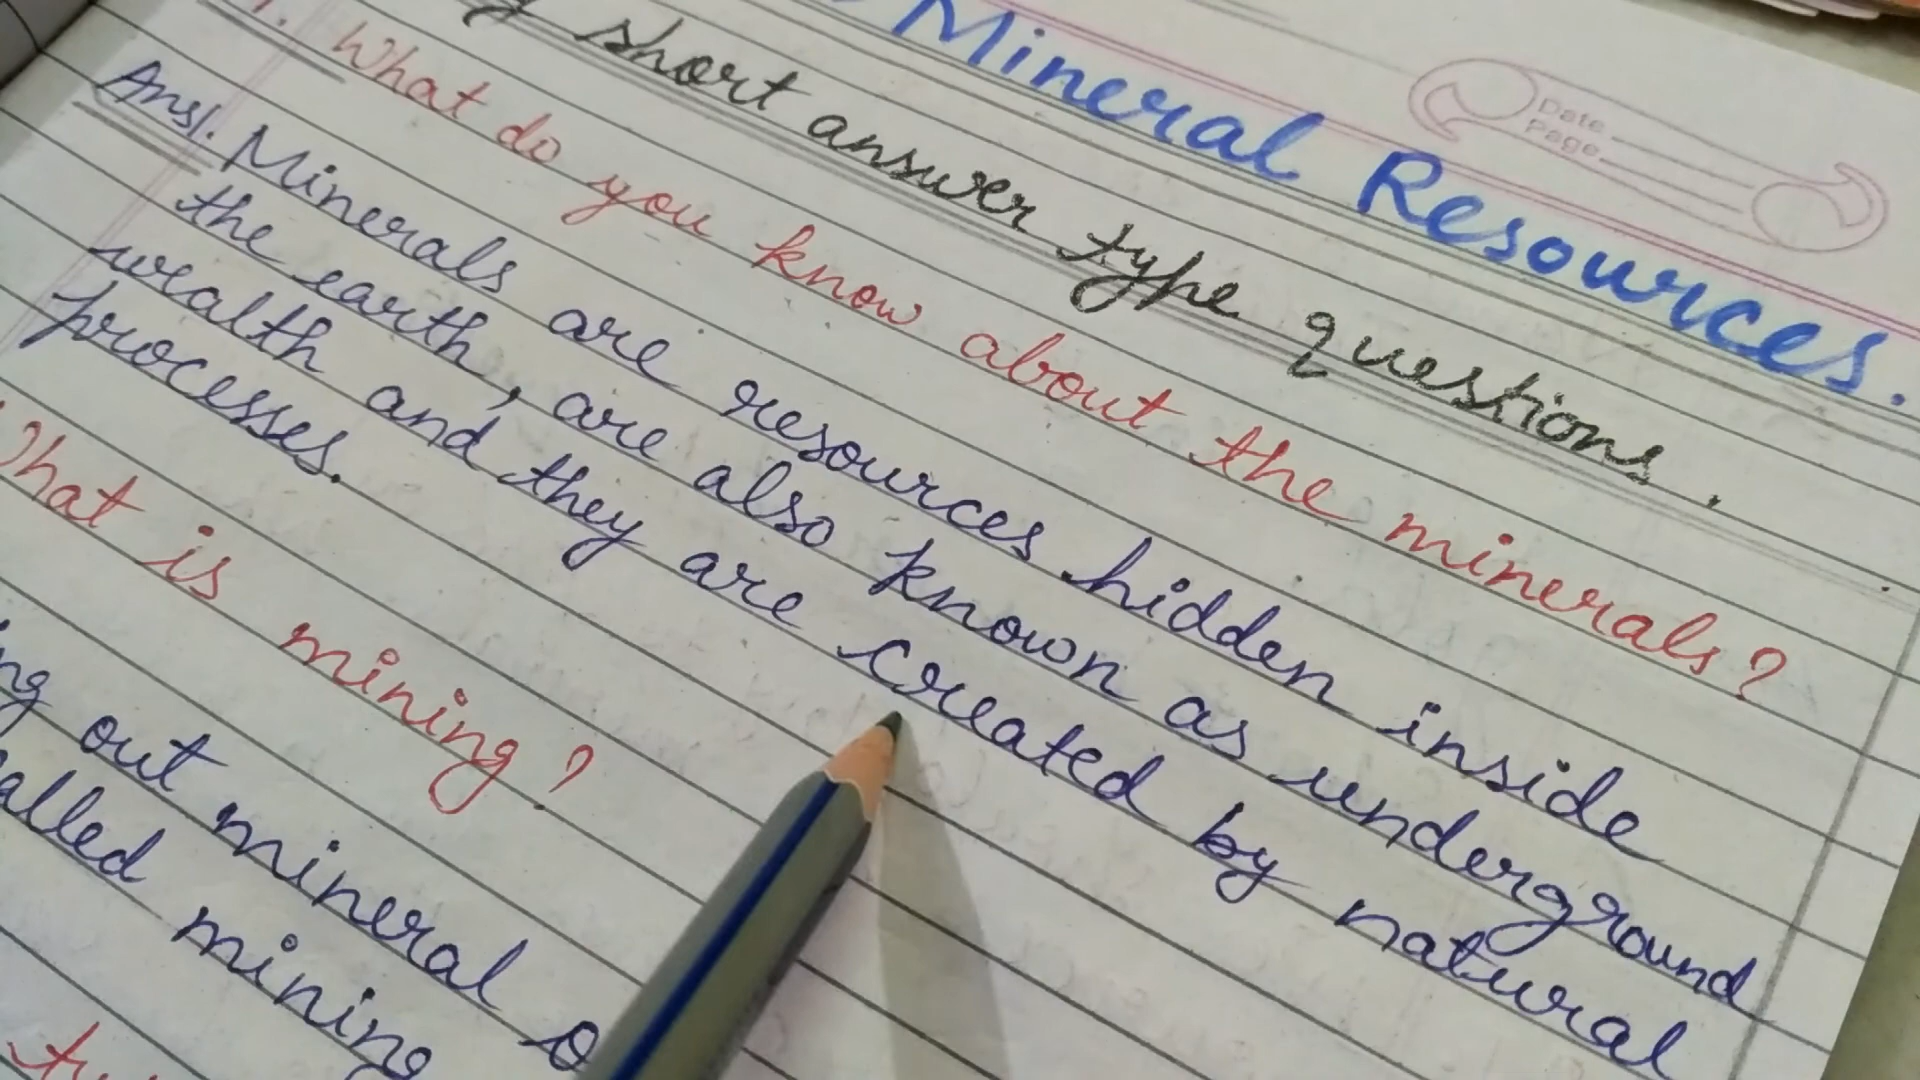 Mineral Resources.
Date
Page
short answer type questions.
1. What do you know about the minerals?
Ans1. Minerals are resources hidden inside
the earth, are also known as underground
wealth and they are created by natural
processes.
What is mining?
out mineral
called mining